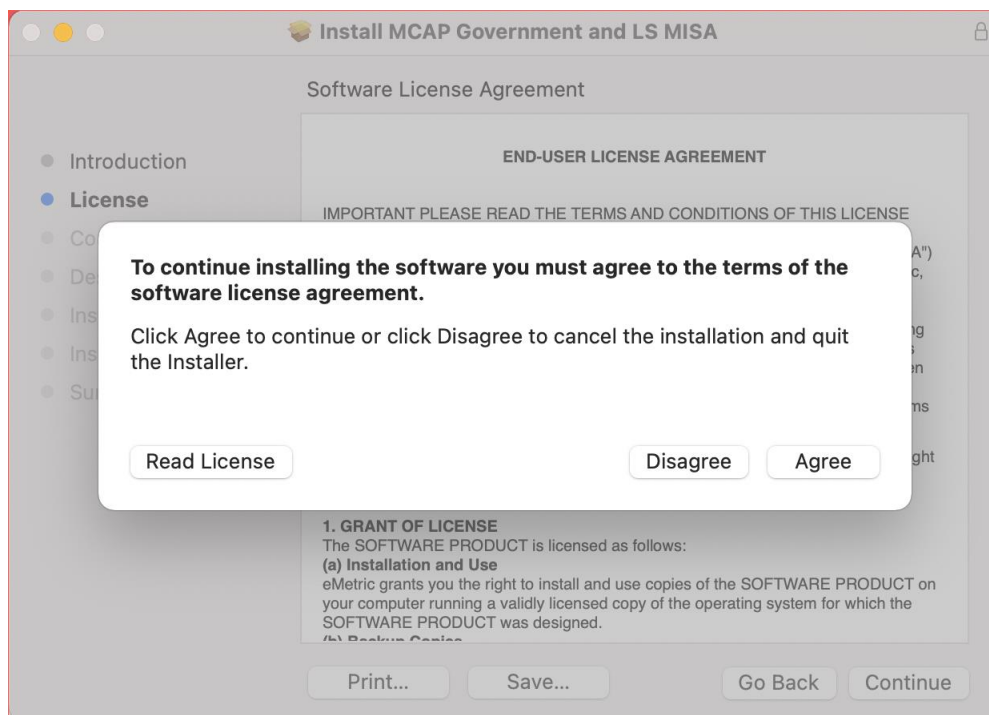 Install MCAP Government and LS MISA
Software License Agreement
Introduction
License
END-USER LICENSE AGREEMENT
IMPORTANT PLEASE READ THE TERMS AND CONDITIONS OF THIS LICENSE
To continue installing the software you must agree to the terms of the
software license agreement.
Click Agree to continue or click Disagree to cancel the installation and quit
the Installer.
Read License
Disagree
Agree
1. GRANT OF LICENSE
The SOFTWARE PRODUCT is licensed as follows:
(a) Installation and Use
eMetric grants you the right to install and use copies of the SOFTWARE PRODUCT on
your computer running a validly licensed copy of the operating system for which the
SOFTWARE PRODUCT was designed.
(b) Backup Copies
Print...
Save...
Go Back
Continue